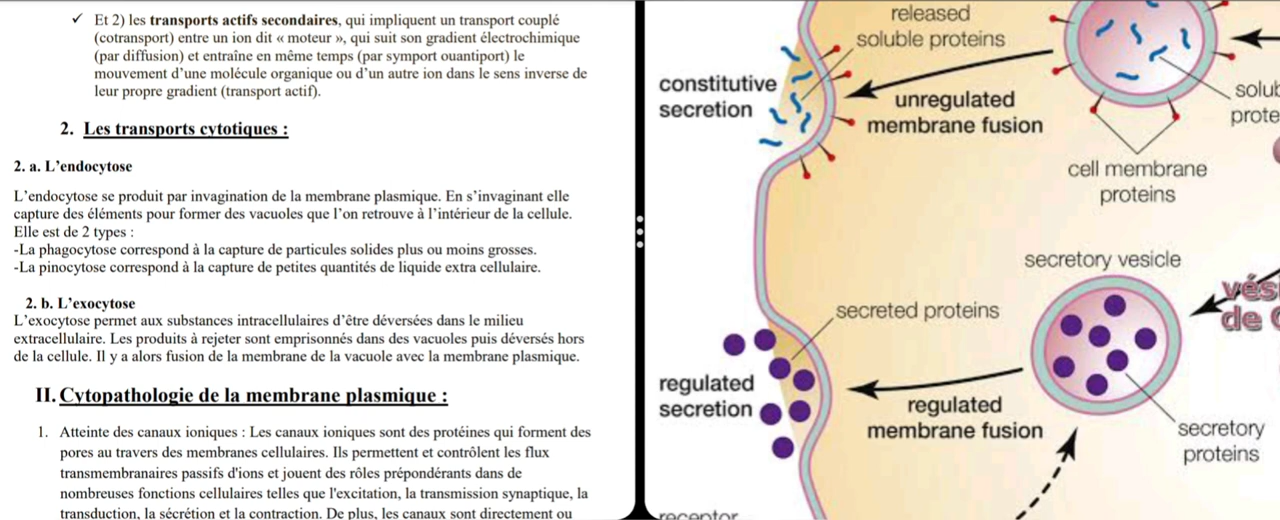 ✓ Et 2) les transports actifs secondaires, qui impliquent un transport couplé
(cotransport) entre un ion dit « moteur », qui suit son gradient électrochimique
(par diffusion) et entraîne en même temps (par symport ouantiport) le
mouvement d'une molécule organique ou d'un autre ion dans le sens inverse de
leur propre gradient (transport actif).
2. Les transports cytotiques :
2. a. L'endocytose
L'endocytose se produit par invagination de la membrane plasmique. En s'invaginant elle
capture des éléments pour former des vacuoles que l'on retrouve à l'intérieur de la cellule.
Elle est de 2 types :
-La phagocytose correspond à la capture de particules solides plus ou moins grosses.
-La pinocytose correspond à la capture de petites quantités de liquide extra cellulaire.
2. b. L'exocytose
L'exocytose permet aux substances intracellulaires d'être déversées dans le milieu
extracellulaire. Les produits à rejeter sont emprisonnés dans des vacuoles puis déversés hors
de la cellule. Il y a alors fusion de la membrane de la vacuole avec la membrane plasmique.
II. Cytopathologie de la membrane plasmique :
1. Atteinte des canaux ioniques : Les canaux ioniques sont des protéines qui forment des
pores au travers des membranes cellulaires. Ils permettent et contrôlent les flux
transmembranaires passifs d'ions et jouent des rôles prépondérants dans de
nombreuses fonctions cellulaires telles que l'excitation, la transmission synaptique, la
transduction, la sécrétion et la contraction. De plus, les canaux sont directement ou
released
soluble proteins
constitutive
secretion
unregulated
membrane fusion
solub
prote
cell membrane
proteins
secretory vesicle
vés
de
secreted proteins
regulated
secretion
regulated
membrane fusion
secretory
proteins
receptor